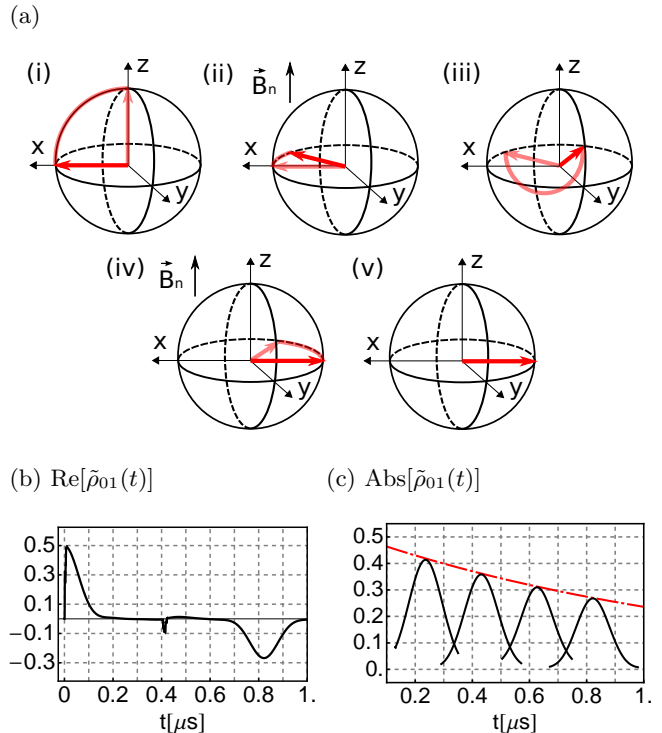 (a)
(i) z x y
(ii) B⃗ₙ z x y
(iii) z x y
(iv) B⃗ₙ z x y
(v) z x y
(b) Re[ρ̃₀₁(t)]
0.5
0.3
0.1
−0.1
−0.3
0 0.2 0.4 0.6 0.8 1.
t[μs]
(c) Abs[ρ̃₀₁(t)]
0.5
0.4
0.3
0.2
0.1
0.
0.2 0.4 0.6 0.8 1.
t[μs]